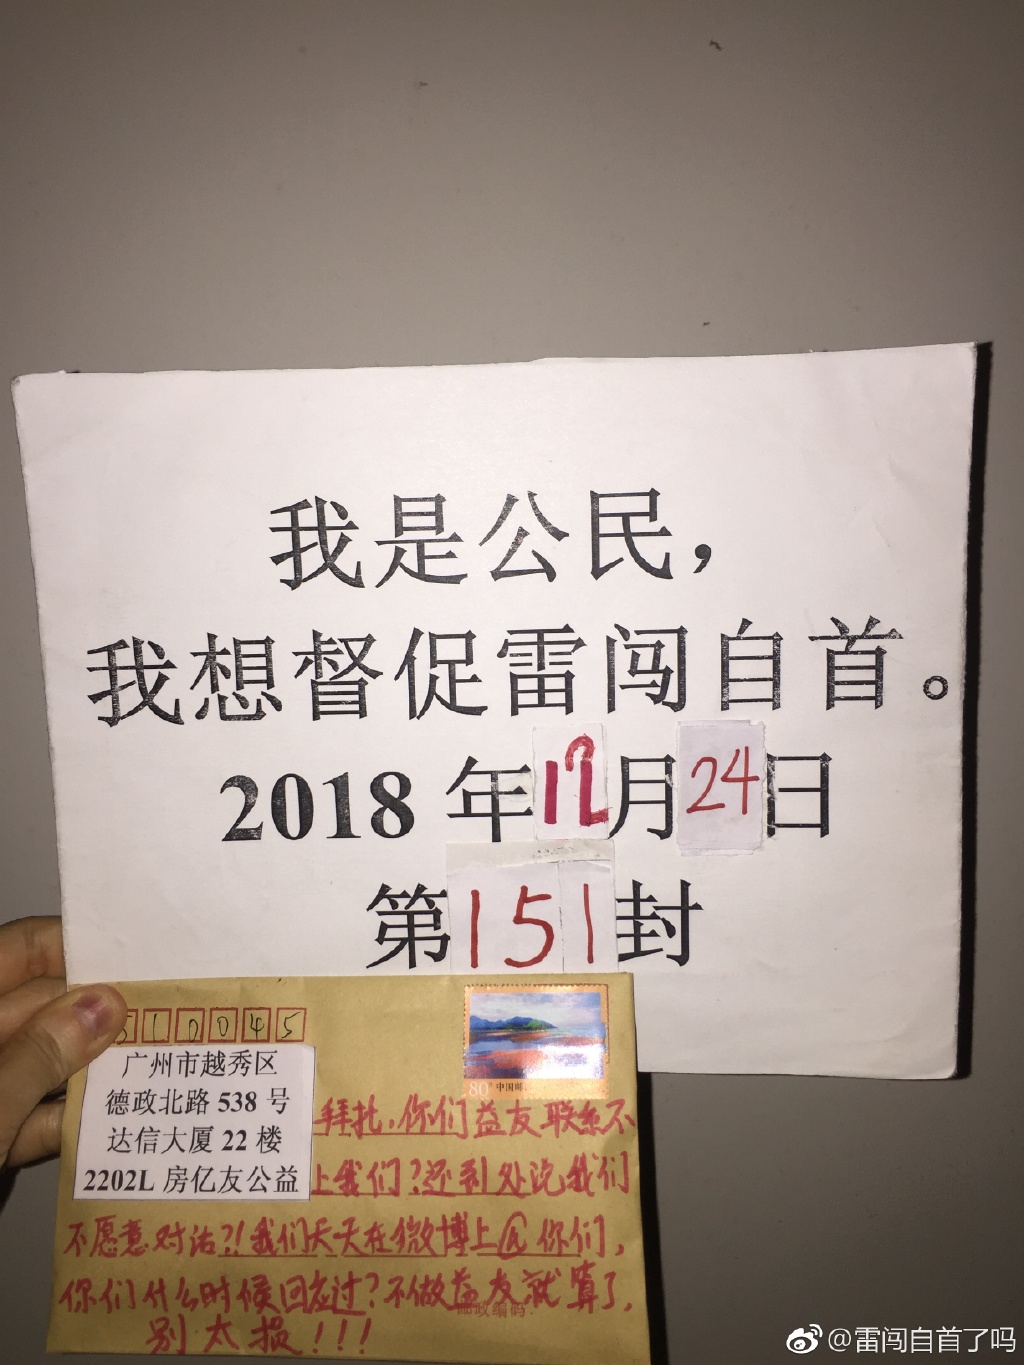 我是公民，
我想督促雷闯自首。
2018 年12月24日
第151封
510045
80分 中国邮
广州市越秀区
德政北路 538 号
达信大厦 22 楼
2202L 房亿友公益
拜托，你们益友联系不
上我们？还到处说我们
不愿意对话？！我们天天在微博上@你们，
你们什么时候回应过？不做益友就算了，
别太损！！！
邮政编码：
@雷闯自首了吗